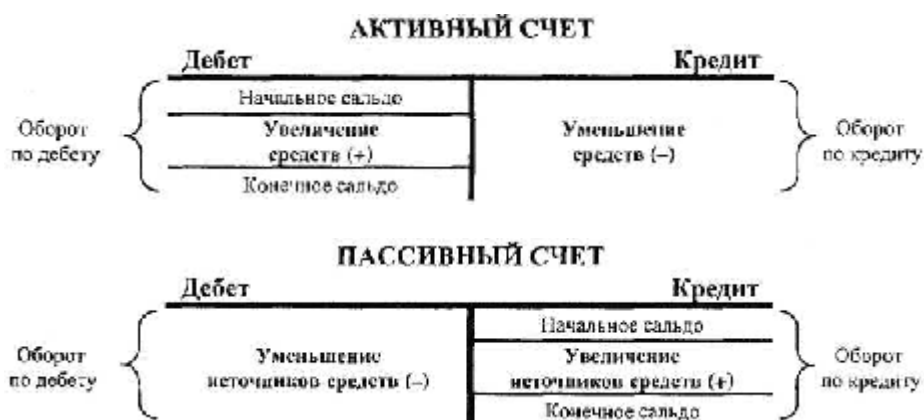 АКТИВНЫЙ СЧЕТ
Дебет Кредит
Начальное сальдо
Оборот по дебету
Увеличение средств (+)
Уменьшение средств (–)
Оборот по кредиту
Конечное сальдо
ПАССИВНЫЙ СЧЕТ
Дебет Кредит
Начальное сальдо
Оборот по дебету
Уменьшение источников средств (–)
Увеличение источников средств (+)
Оборот по кредиту
Конечное сальдо